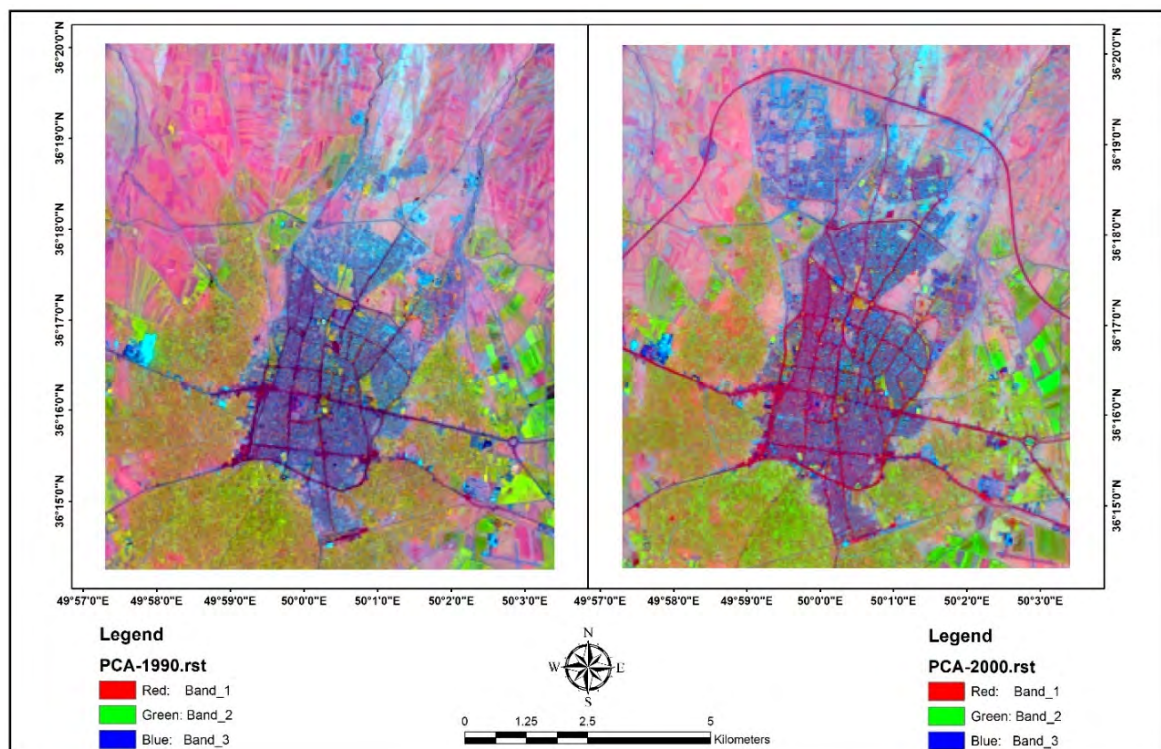 36°20'0"N
36°19'0"N
36°18'0"N
36°17'0"N
36°16'0"N
36°15'0"N
36°20'0"N
36°19'0"N
36°18'0"N
36°17'0"N
36°16'0"N
36°15'0"N
49°57'0"E 49°58'0"E 49°59'0"E 50°0'0"E 50°1'0"E 50°2'0"E 50°3'0"E 49°57'0"E 49°58'0"E 49°59'0"E 50°0'0"E 50°1'0"E 50°2'0"E 50°3'0"E
Legend
PCA-1990.rst
Red: Band_1
Green: Band_2
Blue: Band_3
N
W E
S
0 1.25 2.5 5
Kilometers
Legend
PCA-2000.rst
Red: Band_1
Green: Band_2
Blue: Band_3